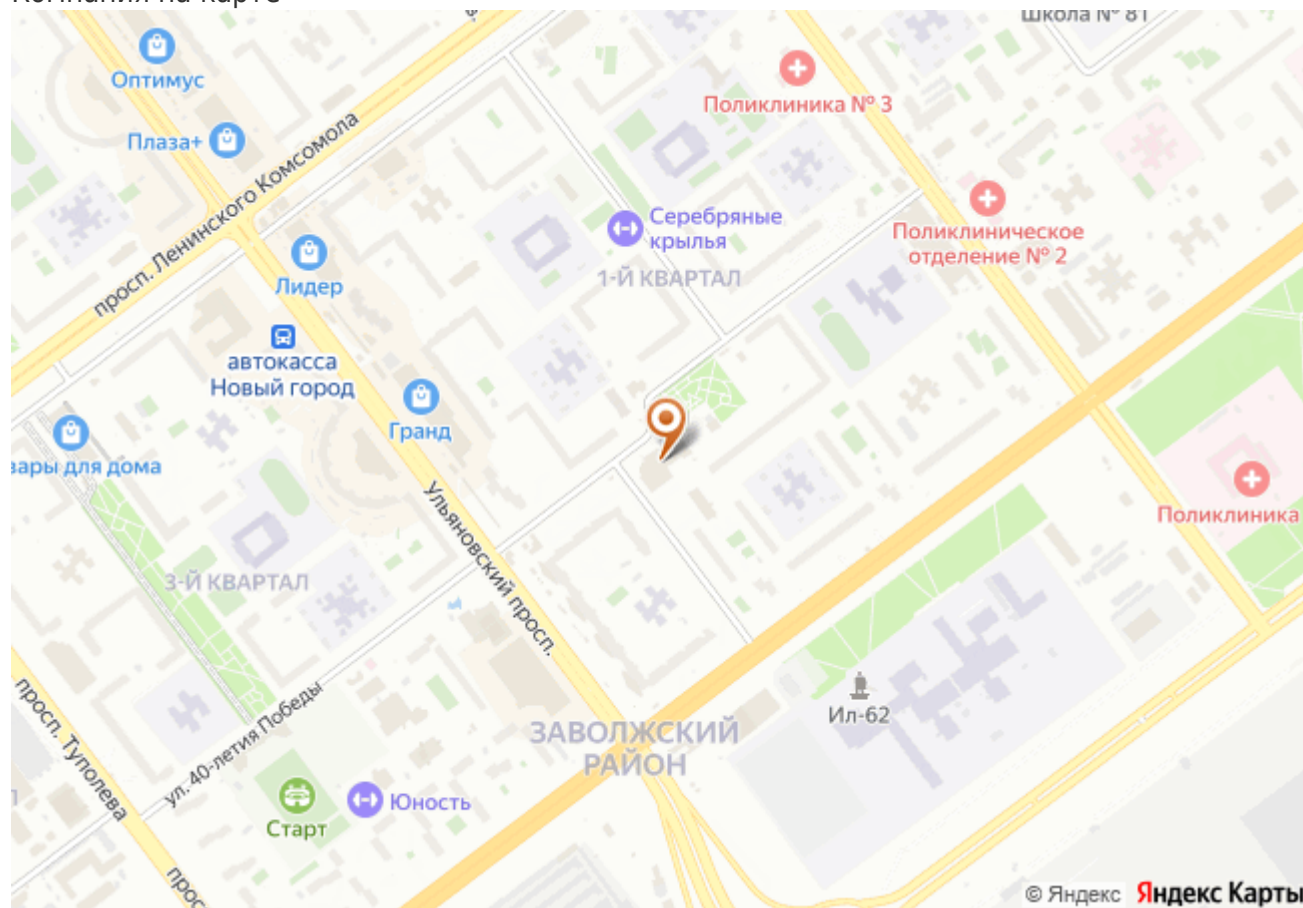 Компания на карте
Школа № 81
Оптимус
Поликлиника № 3
Плаза+
просп. Ленинского Комсомола
Серебряные
крылья
Поликлиническое
отделение № 2
1-Й КВАРТАЛ
Лидер
автокасса
Новый город
Гранд
вары для дома
Ульяновский просп.
Поликлиника
3-Й КВАРТАЛ
Ил-62
ЗАВОЛЖСКИЙ
РАЙОН
просп. Туполева
ул. 40-летия Победы
Юность
Старт
прос
© Яндекс Яндекс Карты